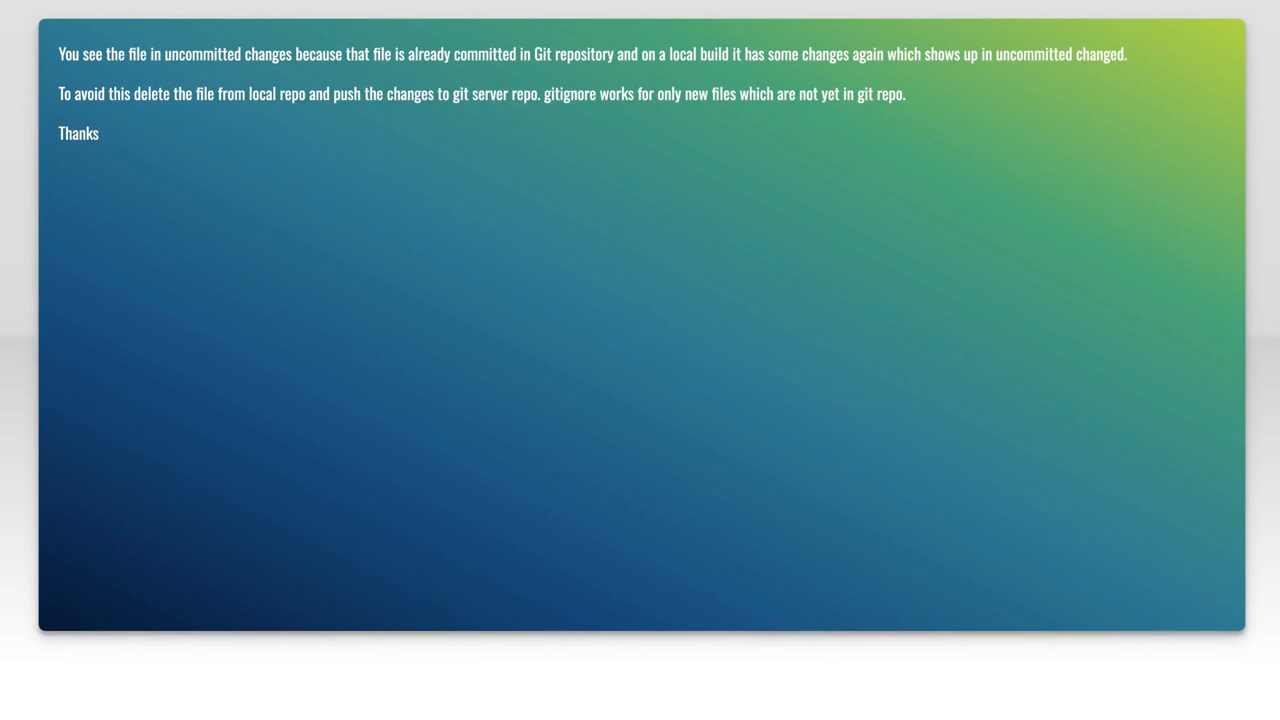 You see the file in uncommitted changes because that file is already committed in Git repository and on a local build it has some changes again which shows up in uncommitted changed.
To avoid this delete the file from local repo and push the changes to git server repo. gitignore works for only new files which are not yet in git repo.
Thanks